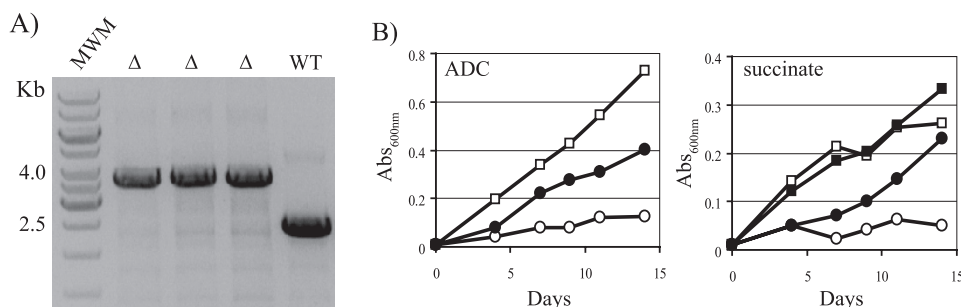 A)
MWM
Δ Δ Δ WT
Kb
4.0
2.5
B)
ADC
Abs600nm
0.8
0.6
0.4
0.2
0.0
0 5 10 15
Days
succinate
Abs600nm
0.4
0.3
0.2
0.1
0.0
0 5 10 15
Days